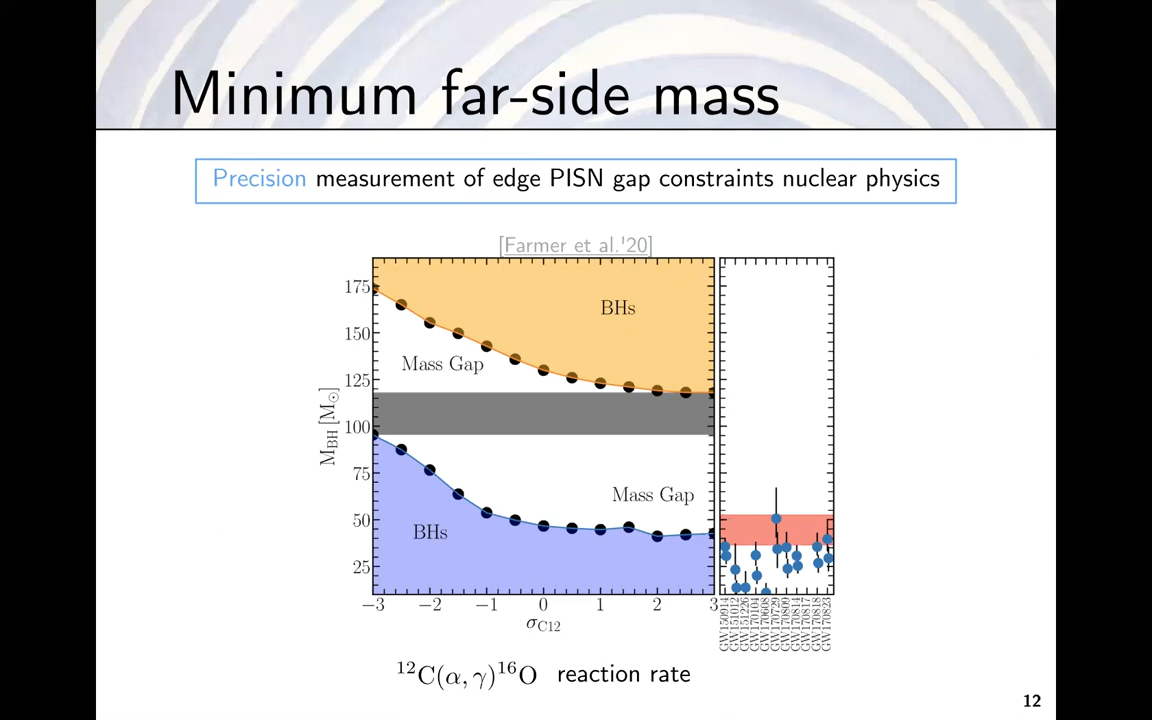 Minimum far-side mass
Precision measurement of edge PISN gap constraints nuclear physics
[Farmer et al.'20]
M_BH [M_⊙]
175
150
125
100
75
50
25
BHs
Mass Gap
Mass Gap
BHs
−3 −2 −1 0 1 2 3
σ_C12
GW150914
GW151012
GW151226
GW170104
GW170608
GW170729
GW170809
GW170814
GW170817
GW170818
GW170823
¹²C(α, γ)¹⁶O reaction rate
12